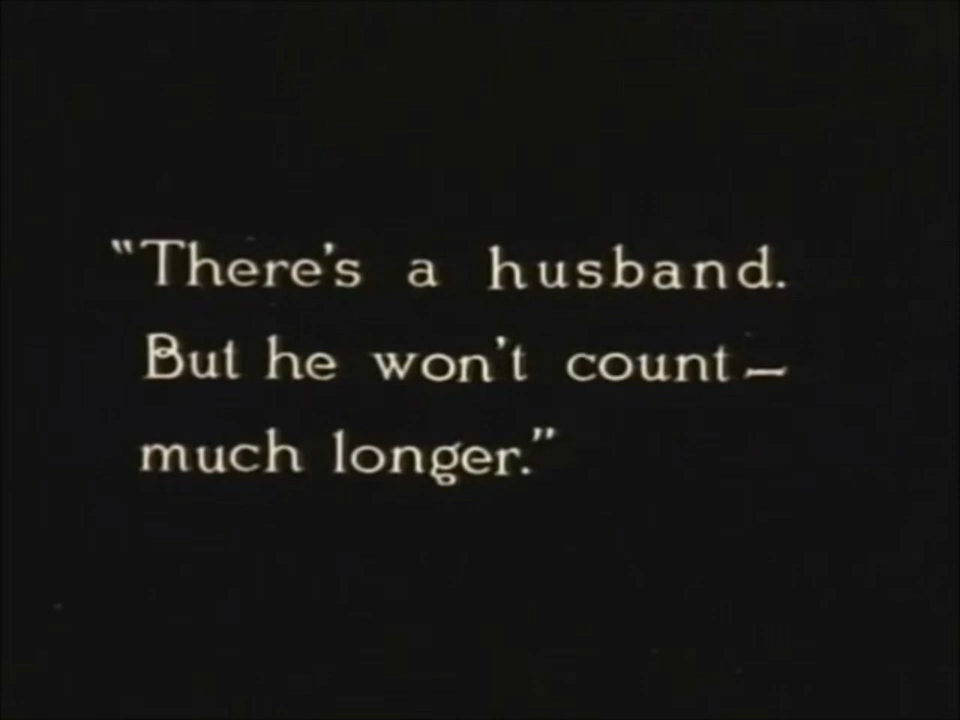 “There's a husband.
But he won't count —
much longer.”